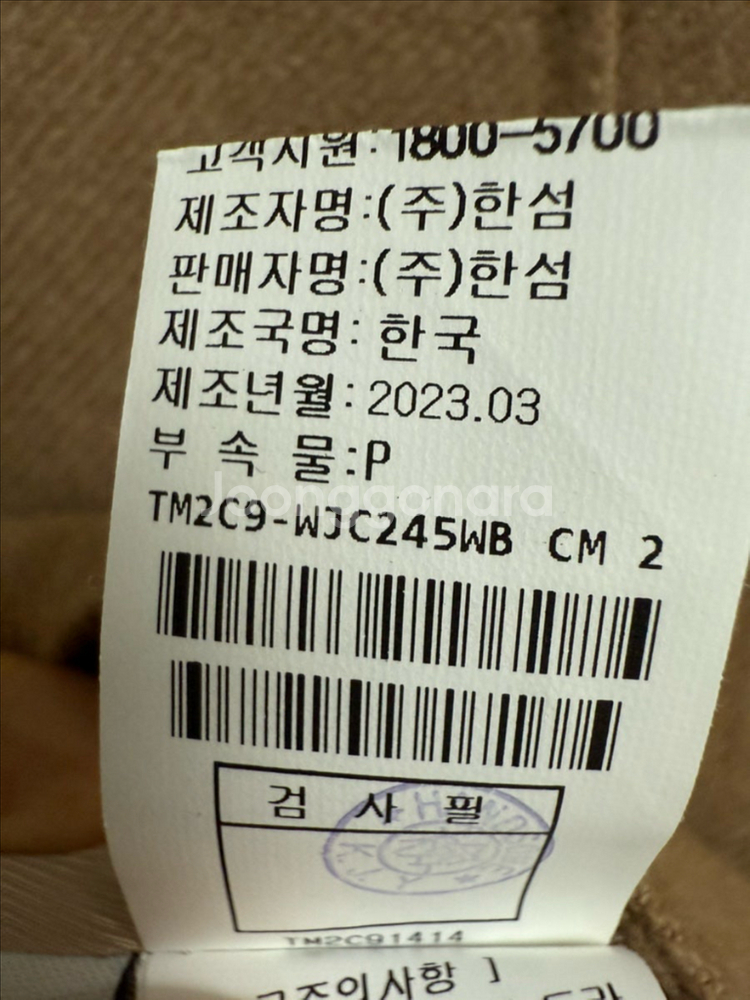 고객지원:1800-5700
제조자명:(주)한섬
판매자명:(주)한섬
제조국명: 한국
제조년월: 2023.03
부 속 물:P
Joonggonara
TM2C9-WJC245WB CM 2
검 사 필
TM2C91414